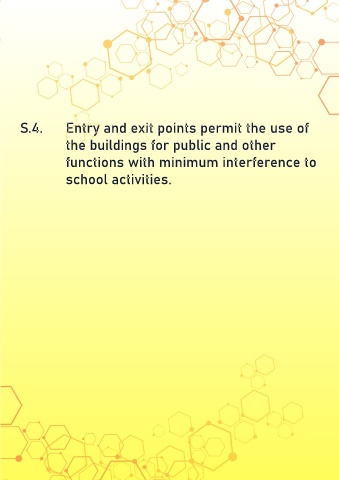 S.4. Entry and exit points permit the use of
the buildings for public and other
functions with minimum interference to
school activities.